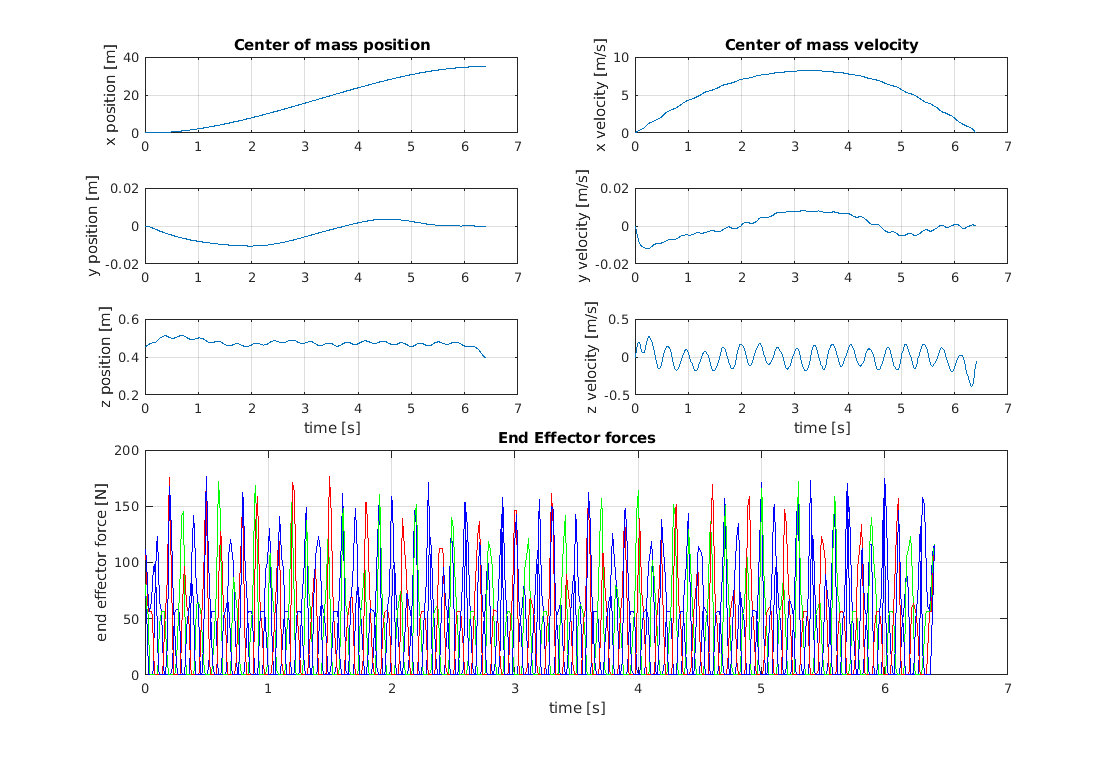 Center of mass position
Center of mass velocity
x position [m]
40
20
0
0 1 2 3 4 5 6 7
x velocity [m/s]
10
5
0
0 1 2 3 4 5 6 7
y position [m]
0.02
0
-0.02
0 1 2 3 4 5 6 7
y velocity [m/s]
0.02
0
-0.02
0 1 2 3 4 5 6 7
z position [m]
0.6
0.4
0.2
0 1 2 3 4 5 6 7
time [s]
z velocity [m/s]
0.5
0
-0.5
0 1 2 3 4 5 6 7
time [s]
End Effector forces
end effector force [N]
200
150
100
50
0
0 1 2 3 4 5 6 7
time [s]